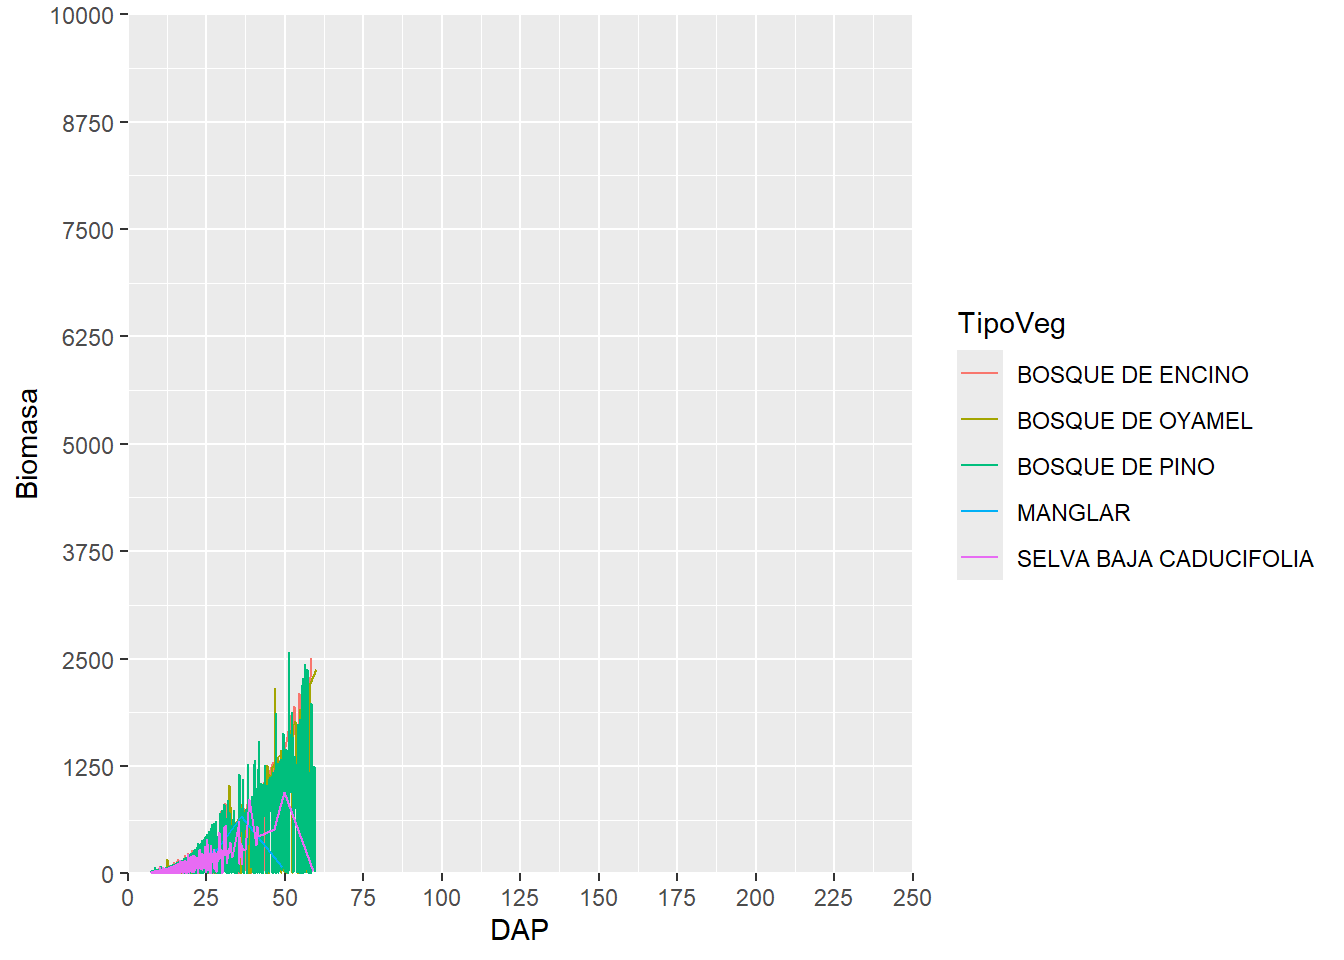 10000
8750
7500
6250
5000
3750
2500
1250
0
Biomasa
0 25 50 75 100 125 150 175 200 225 250
DAP
TipoVeg
BOSQUE DE ENCINO
BOSQUE DE OYAMEL
BOSQUE DE PINO
MANGLAR
SELVA BAJA CADUCIFOLIA